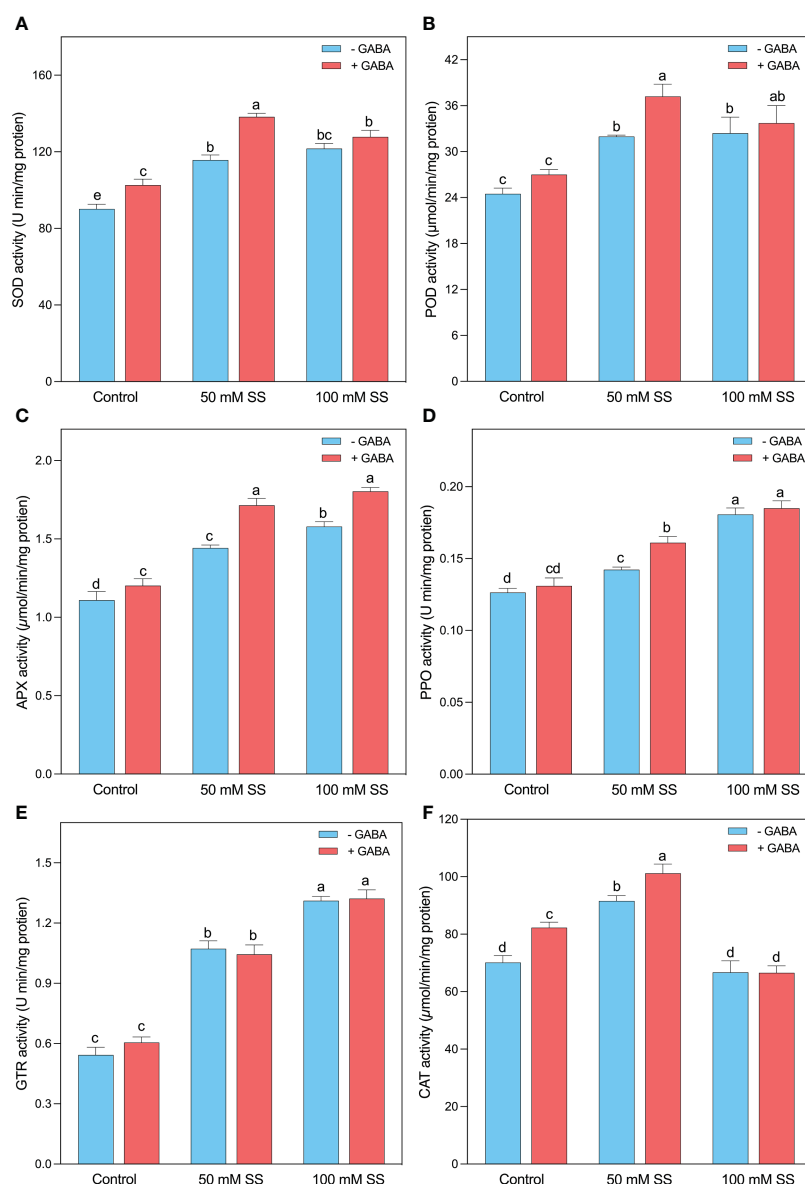 A
- GABA
+ GABA
SOD activity (U min/mg protien)
160
120
80
40
0
e
c
b
a
bc
b
Control
50 mM SS
100 mM SS
B
- GABA
+ GABA
POD activity (μmol/min/mg protien)
42
36
30
24
18
12
6
0
c
c
b
a
b
ab
Control
50 mM SS
100 mM SS
C
- GABA
+ GABA
APX activity (μmol/min/mg protien)
2.0
1.5
1.0
0.5
0.0
d
c
c
a
b
a
Control
50 mM SS
100 mM SS
D
- GABA
+ GABA
PPO activity (U min/mg protien)
0.20
0.15
0.10
0.05
0.00
d
cd
c
b
a
a
Control
50 mM SS
100 mM SS
E
- GABA
+ GABA
GTR activity (U min/mg protien)
1.5
1.2
0.9
0.6
0.3
0.0
c
c
b
b
a
a
Control
50 mM SS
100 mM SS
F
- GABA
+ GABA
CAT activity (μmol/min/mg protien)
120
100
80
60
40
20
0
d
c
b
a
d
d
Control
50 mM SS
100 mM SS